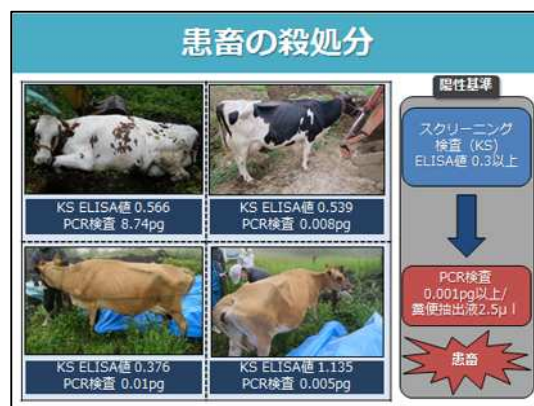 患畜の殺処分
KS ELISA値 0.566
PCR検査 8.74pg
KS ELISA値 0.539
PCR検査 0.008pg
KS ELISA値 0.376
PCR検査 0.01pg
KS ELISA値 1.135
PCR検査 0.005pg
陽性基準
スクリーニング
検査（KS）
ELISA値 0.3以上
PCR検査
0.001pg以上/
糞便抽出液2.5μl
患畜